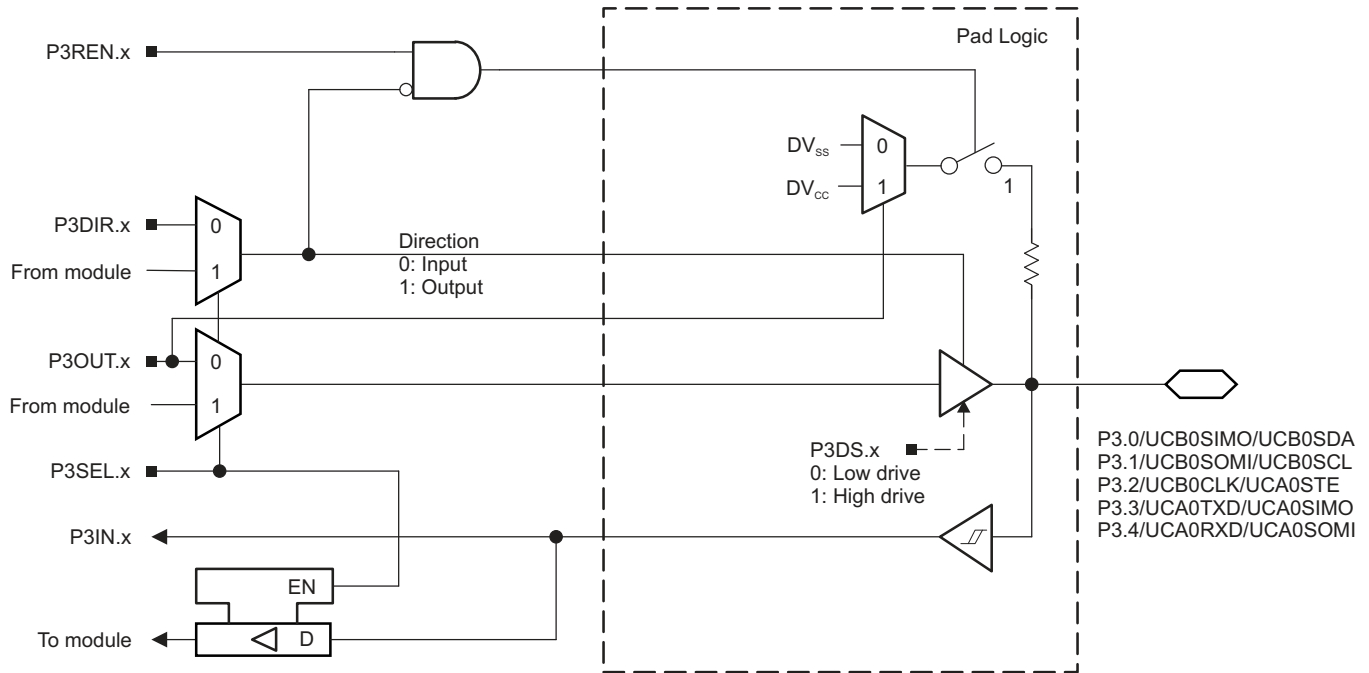 Pad Logic
P3REN.x
DVSS
0
DVCC
1
1
P3DIR.x
0
From module
1
Direction
0: Input
1: Output
P3OUT.x
0
From module
1
P3SEL.x
P3DS.x
0: Low drive
1: High drive
P3.0/UCB0SIMO/UCB0SDA
P3.1/UCB0SOMI/UCB0SCL
P3.2/UCB0CLK/UCA0STE
P3.3/UCA0TXD/UCA0SIMO
P3.4/UCA0RXD/UCA0SOMI
P3IN.x
EN
To module
D